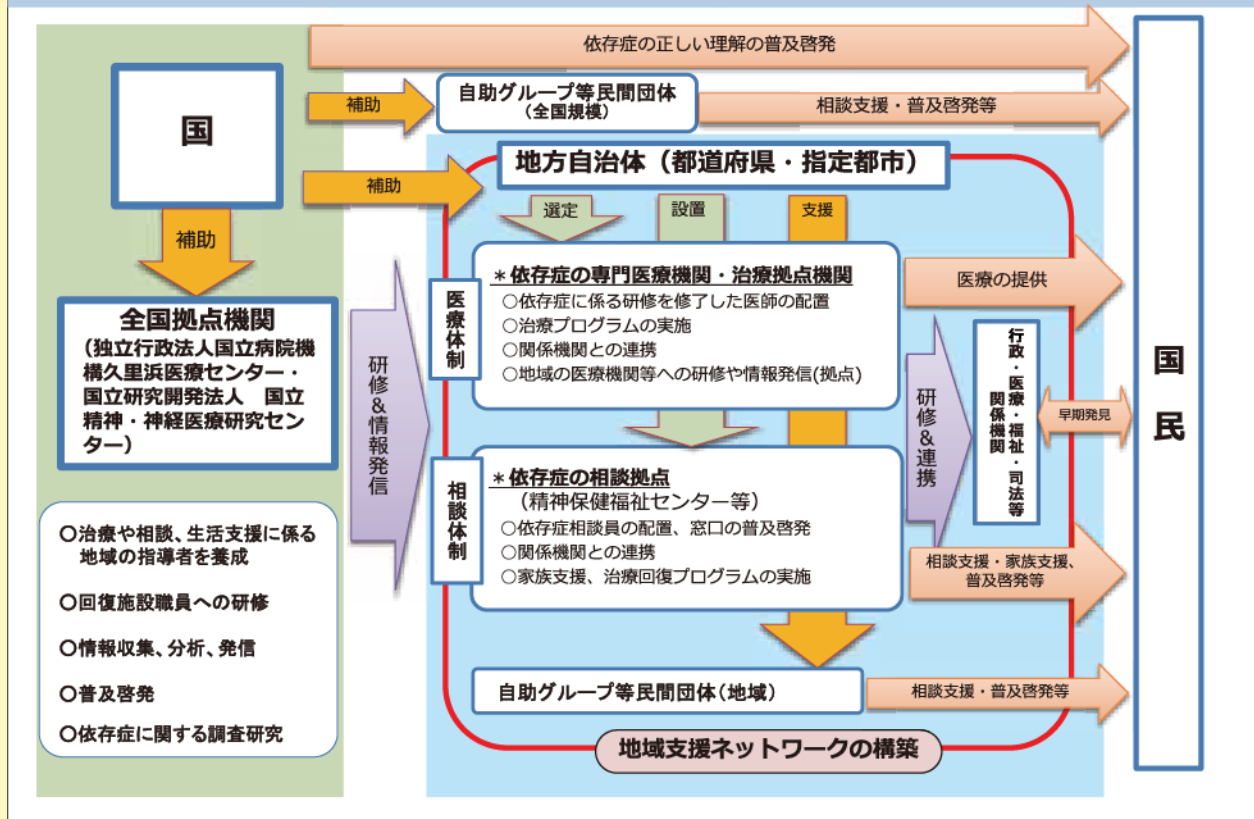 依存症の正しい理解の普及啓発
国
補助
自助グループ等民間団体
（全国規模）
相談支援・普及啓発等
補助
地方自治体（都道府県・指定都市）
補助
選定
設置
支援
全国拠点機関
（独立行政法人国立病院機
構久里浜医療センター・
国立研究開発法人　国立
精神・神経医療研究セン
ター）
研修&情報発信
医療体制
＊依存症の専門医療機関・治療拠点機関
○依存症に係る研修を修了した医師の配置
○治療プログラムの実施
○関係機関との連携
○地域の医療機関等への研修や情報発信(拠点)
医療の提供
研修&連携
行政・医療・福祉・司法等
関係機関
早期発見
国民
相談体制
＊依存症の相談拠点
（精神保健福祉センター等）
○依存症相談員の配置、窓口の普及啓発
○関係機関との連携
○家族支援、治療回復プログラムの実施
相談支援・家族支援、
普及啓発等
○治療や相談、生活支援に係る
地域の指導者を養成
○回復施設職員への研修
○情報収集、分析、発信
○普及啓発
○依存症に関する調査研究
自助グループ等民間団体（地域）
相談支援・普及啓発等
地域支援ネットワークの構築